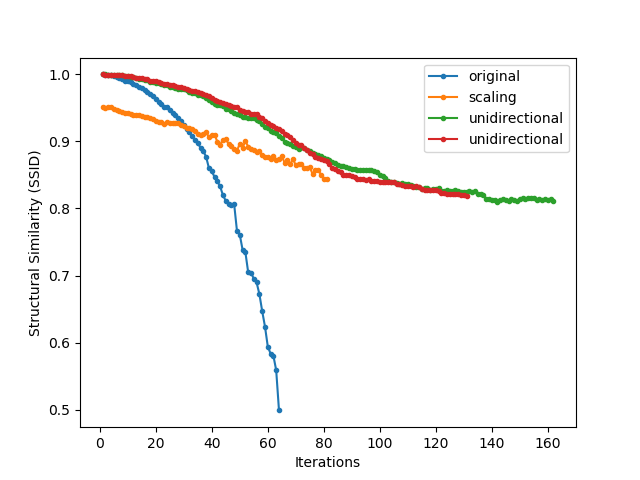 original
scaling
unidirectional
unidirectional
1.0
0.9
0.8
0.7
0.6
0.5
Structural Similarity (SSID)
0 20 40 60 80 100 120 140 160
Iterations